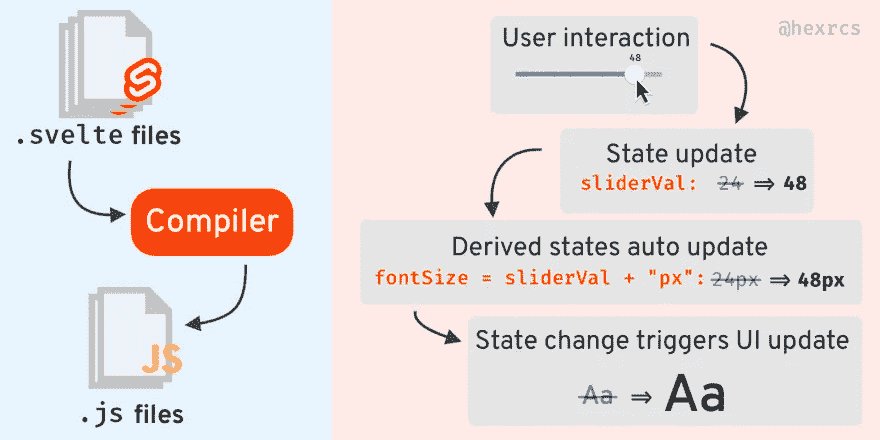 .svelte files
Compiler
JS
.js files
@hexrcs
User interaction
48
State update
sliderVal: 24 ⇒ 48
Derived states auto update
fontSize = sliderVal + "px": 24px ⇒ 48px
State change triggers UI update
Aa ⇒ Aa